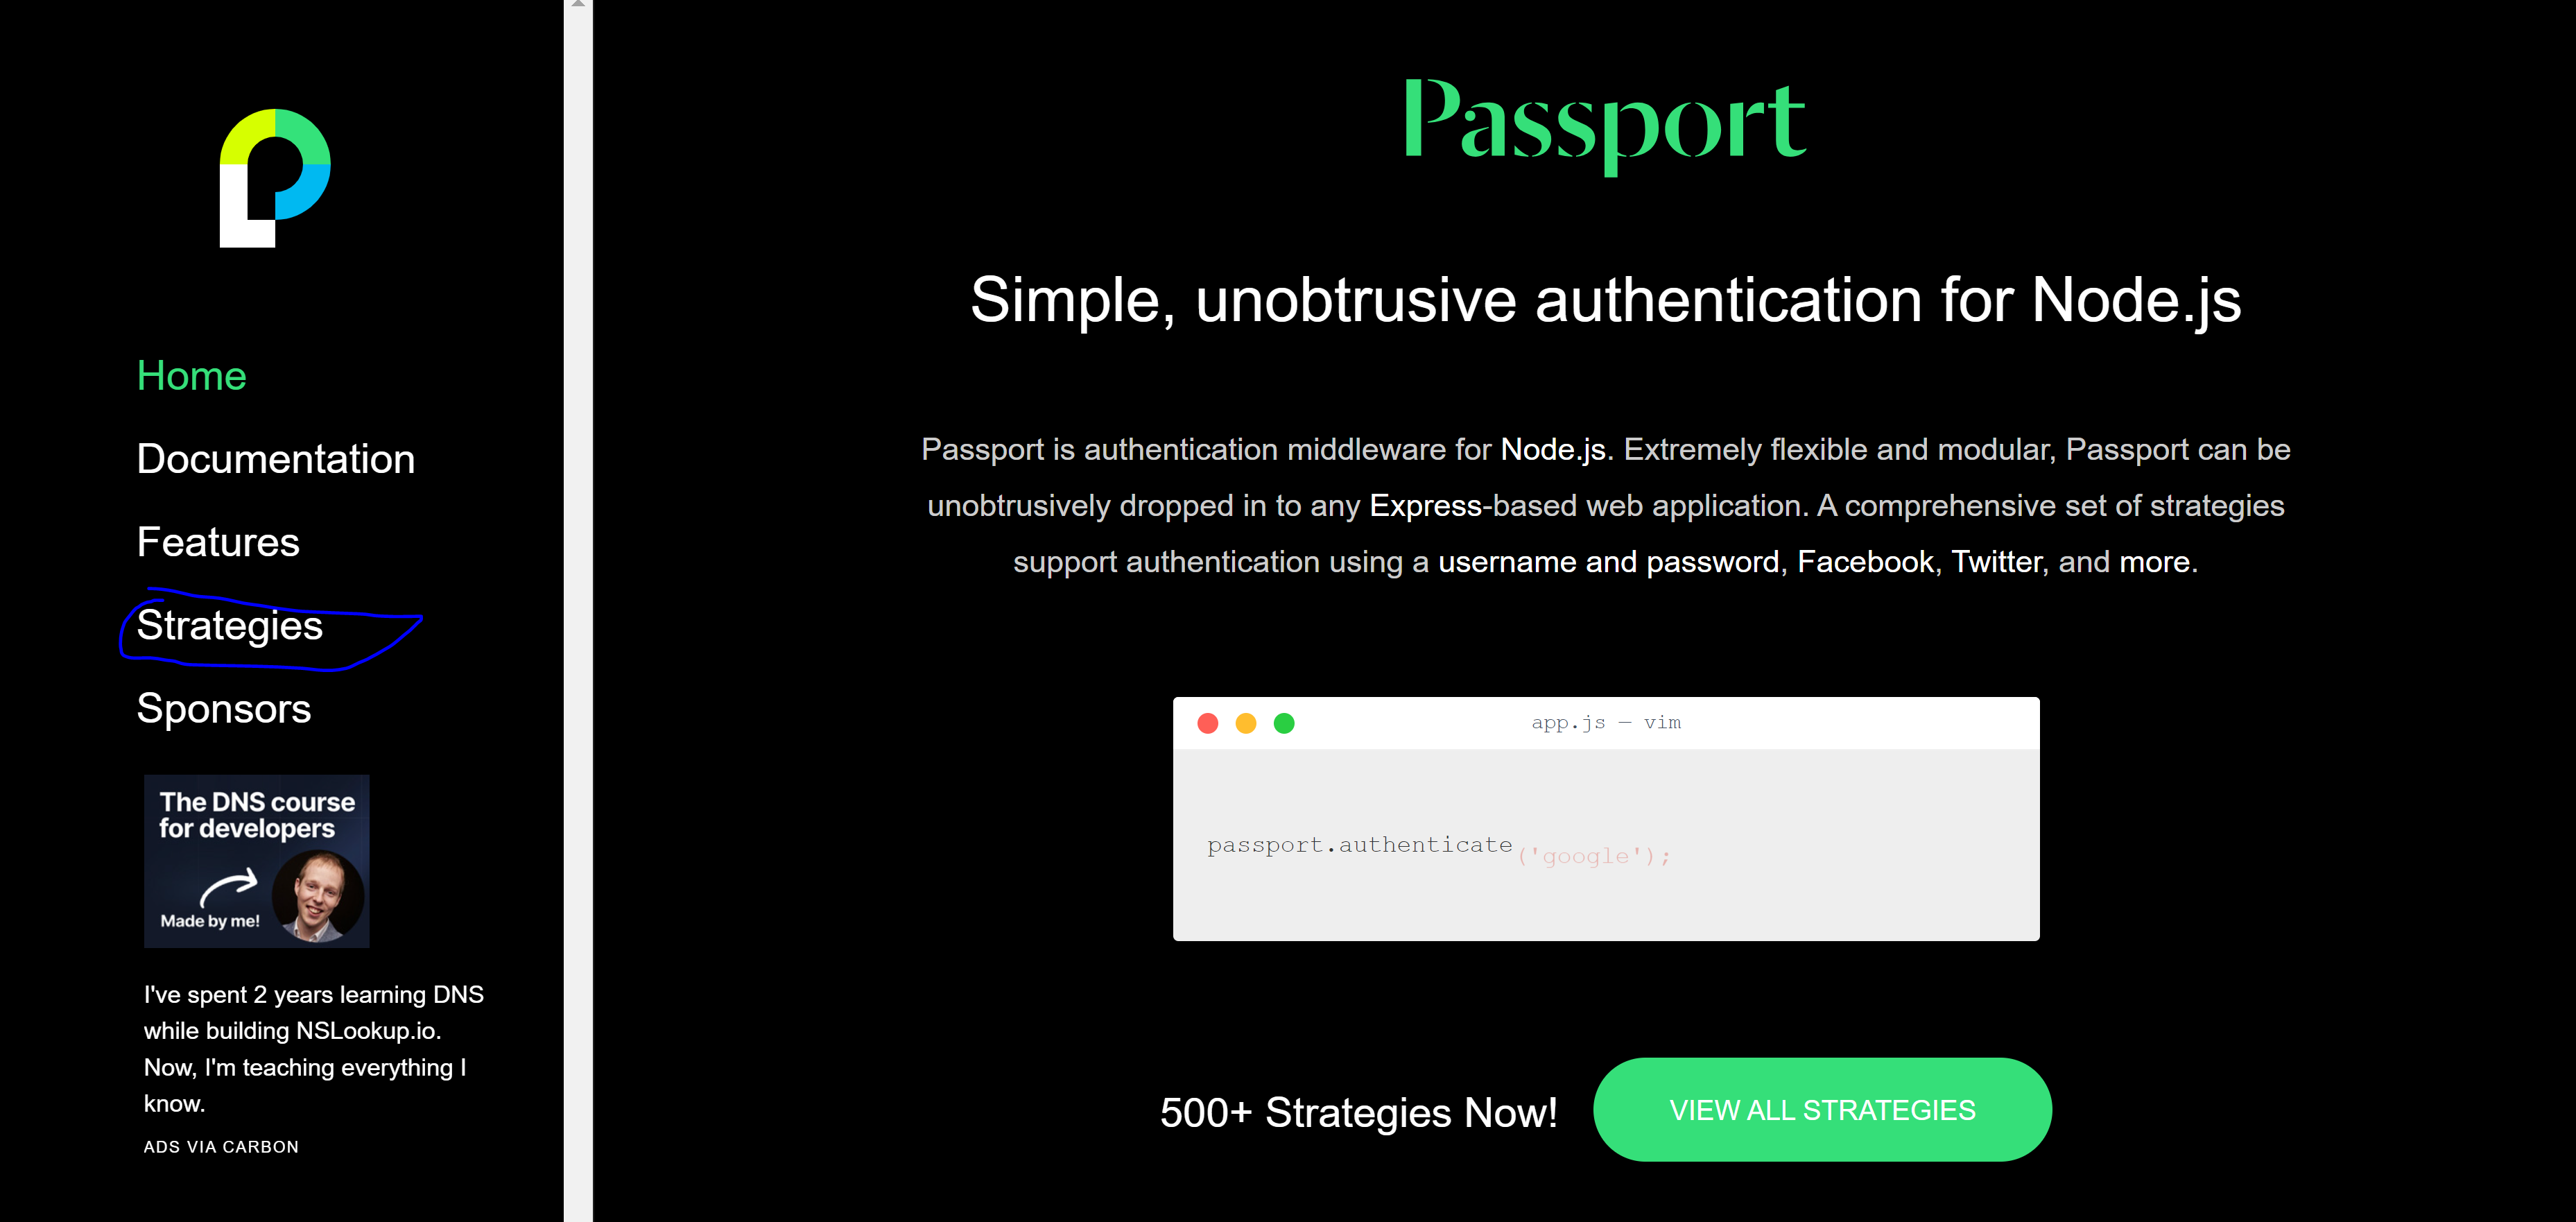 Home
Documentation
Features
Strategies
Sponsors
The DNS course
for developers
Made by me!
I've spent 2 years learning DNS
while building NSLookup.io.
Now, I'm teaching everything I
know.
ADS VIA CARBON
Passport
Simple, unobtrusive authentication for Node.js
Passport is authentication middleware for Node.js. Extremely flexible and modular, Passport can be
unobtrusively dropped in to any Express-based web application. A comprehensive set of strategies
support authentication using a username and password, Facebook, Twitter, and more.
app.js — vim
passport.authenticate('google');
500+ Strategies Now!
VIEW ALL STRATEGIES